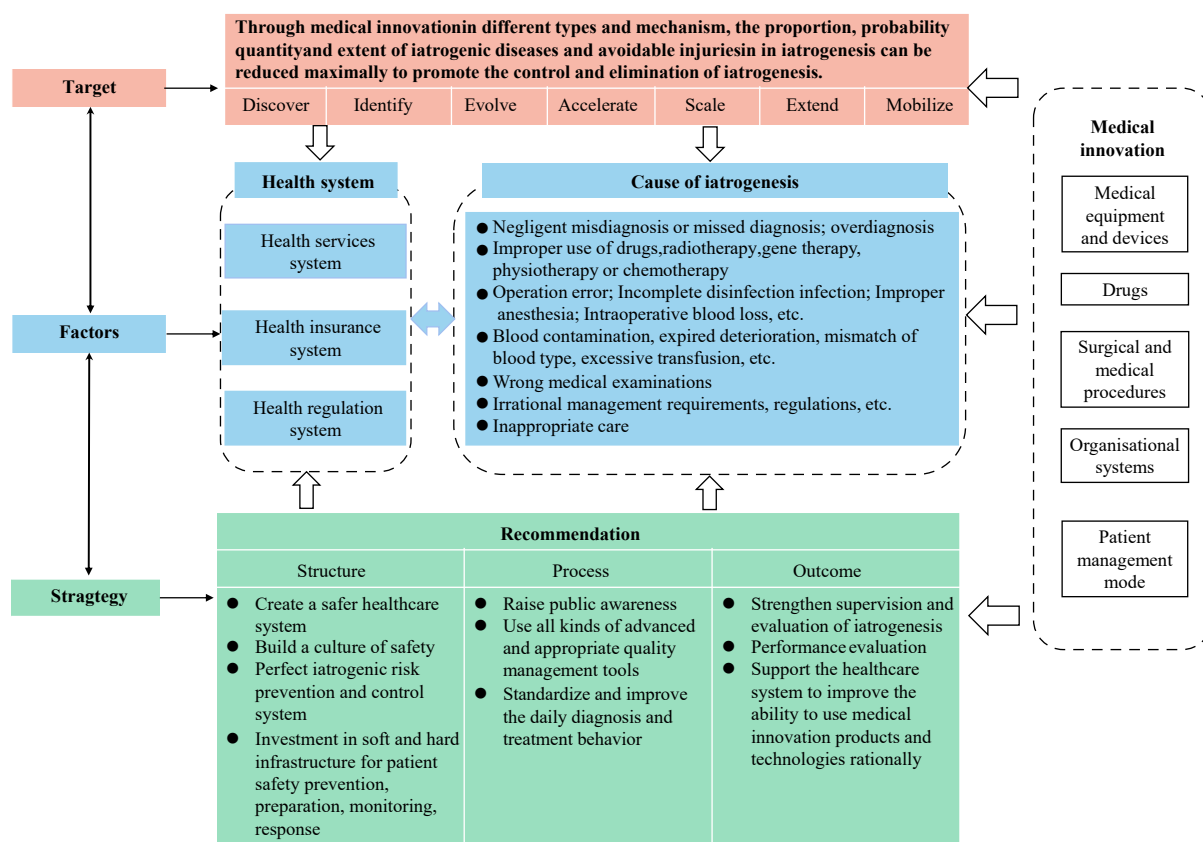 Through medical innovationin different types and mechanism, the proportion, probability
quantityand extent of iatrogenic diseases and avoidable injuriesin in iatrogenesis can be
reduced maximally to promote the control and elimination of iatrogenesis.
Target
Discover
Identify
Evolve
Accelerate
Scale
Extend
Mobilize
Factors
Health system
Health services
system
Health insurance
system
Health regulation
system
Cause of iatrogenesis
● Negligent misdiagnosis or missed diagnosis; overdiagnosis
● Improper use of drugs,radiotherapy,gene therapy,
physiotherapy or chemotherapy
● Operation error; Incomplete disinfection infection; Improper
anesthesia; Intraoperative blood loss, etc.
● Blood contamination, expired deterioration, mismatch of
blood type, excessive transfusion, etc.
● Wrong medical examinations
● Irrational management requirements, regulations, etc.
● Inappropriate care
Medical
innovation
Medical
equipment
and devices
Drugs
Surgical and
medical
procedures
Organisational
systems
Patient
management
mode
Stragtegy
Recommendation
Structure
● Create a safer healthcare
system
● Build a culture of safety
● Perfect iatrogenic risk
prevention and control
system
● Investment in soft and hard
infrastructure for patient
safety prevention,
preparation, monitoring,
response
Process
● Raise public awareness
● Use all kinds of advanced
and appropriate quality
management tools
● Standardize and improve
the daily diagnosis and
treatment behavior
Outcome
● Strengthen supervision and
evaluation of iatrogenesis
● Performance evaluation
● Support the healthcare
system to improve the
ability to use medical
innovation products and
technologies rationally